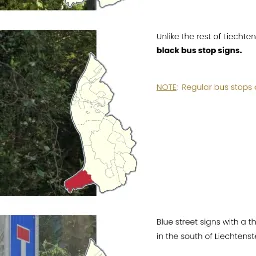 Unlike the rest of Liechten
black bus stop signs.
NOTE: Regular bus stops
Blue street signs with a th
in the south of Liechtenste